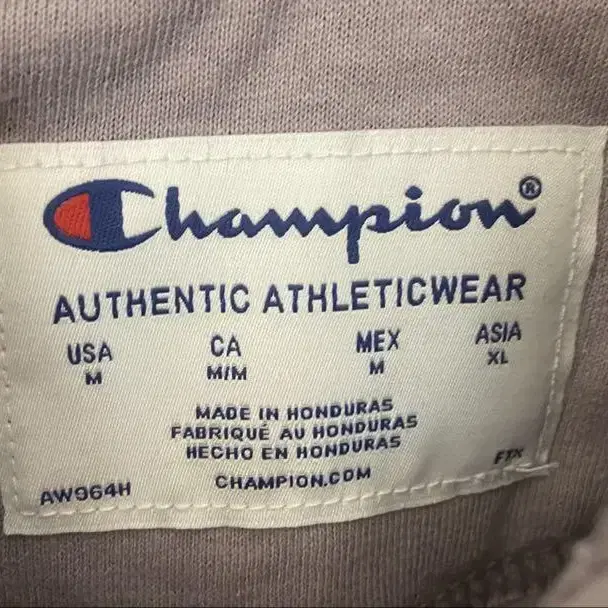 Champion®
AUTHENTIC ATHLETICWEAR
USA CA MEX ASIA
M M/M M XL
MADE IN HONDURAS
FABRIQUÉ AU HONDURAS
HECHO EN HONDURAS
AW964H CHAMPION.COM